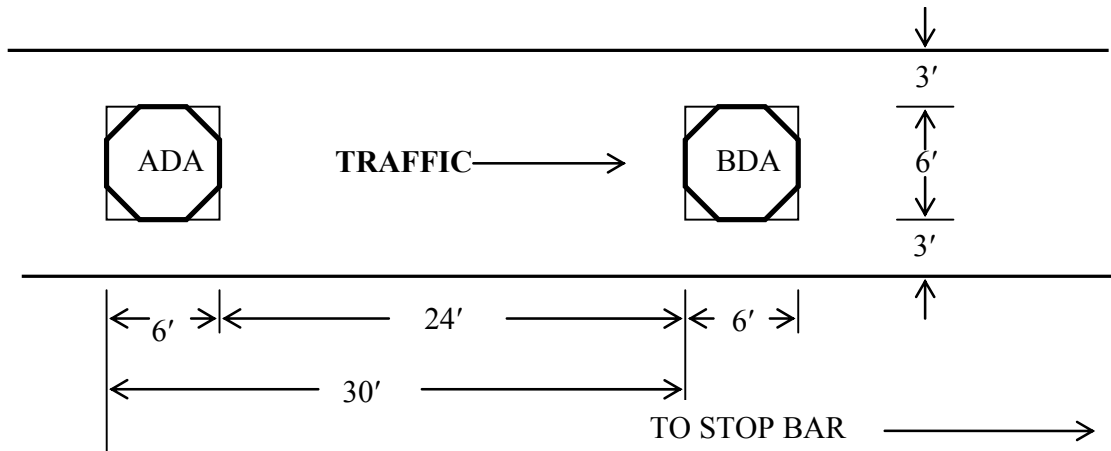 3′
ADA
TRAFFIC
BDA
6′
3′
6′
24′
6′
30′
TO STOP BAR